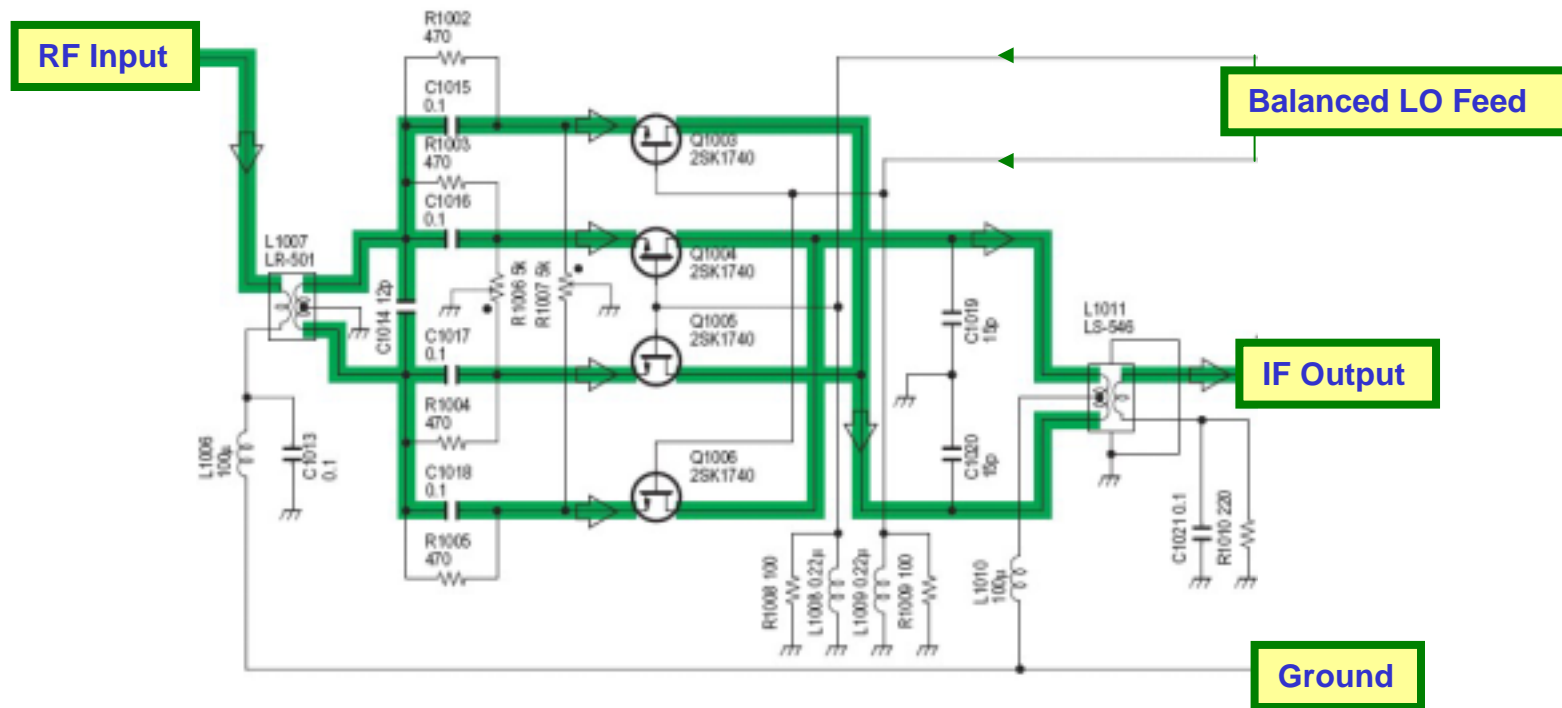 RF Input
Balanced LO Feed
IF Output
Ground
R1002
470
C1015
0.1
R1003
470
C1016
0.1
L1007
LR-501
C1014 12p
R1006 5k
R1007 5k
C1017
0.1
R1004
470
C1018
0.1
R1005
470
Q1003
2SK1740
Q1004
2SK1740
Q1005
2SK1740
Q1006
2SK1740
L1006
100µ
C1013
0.1
C1019
15p
C1020
15p
L1011
LS-546
R1008 100
L1008 0.22µ
L1009 0.22µ
R1009 100
L1010
100µ
C1021 0.1
R1010 220